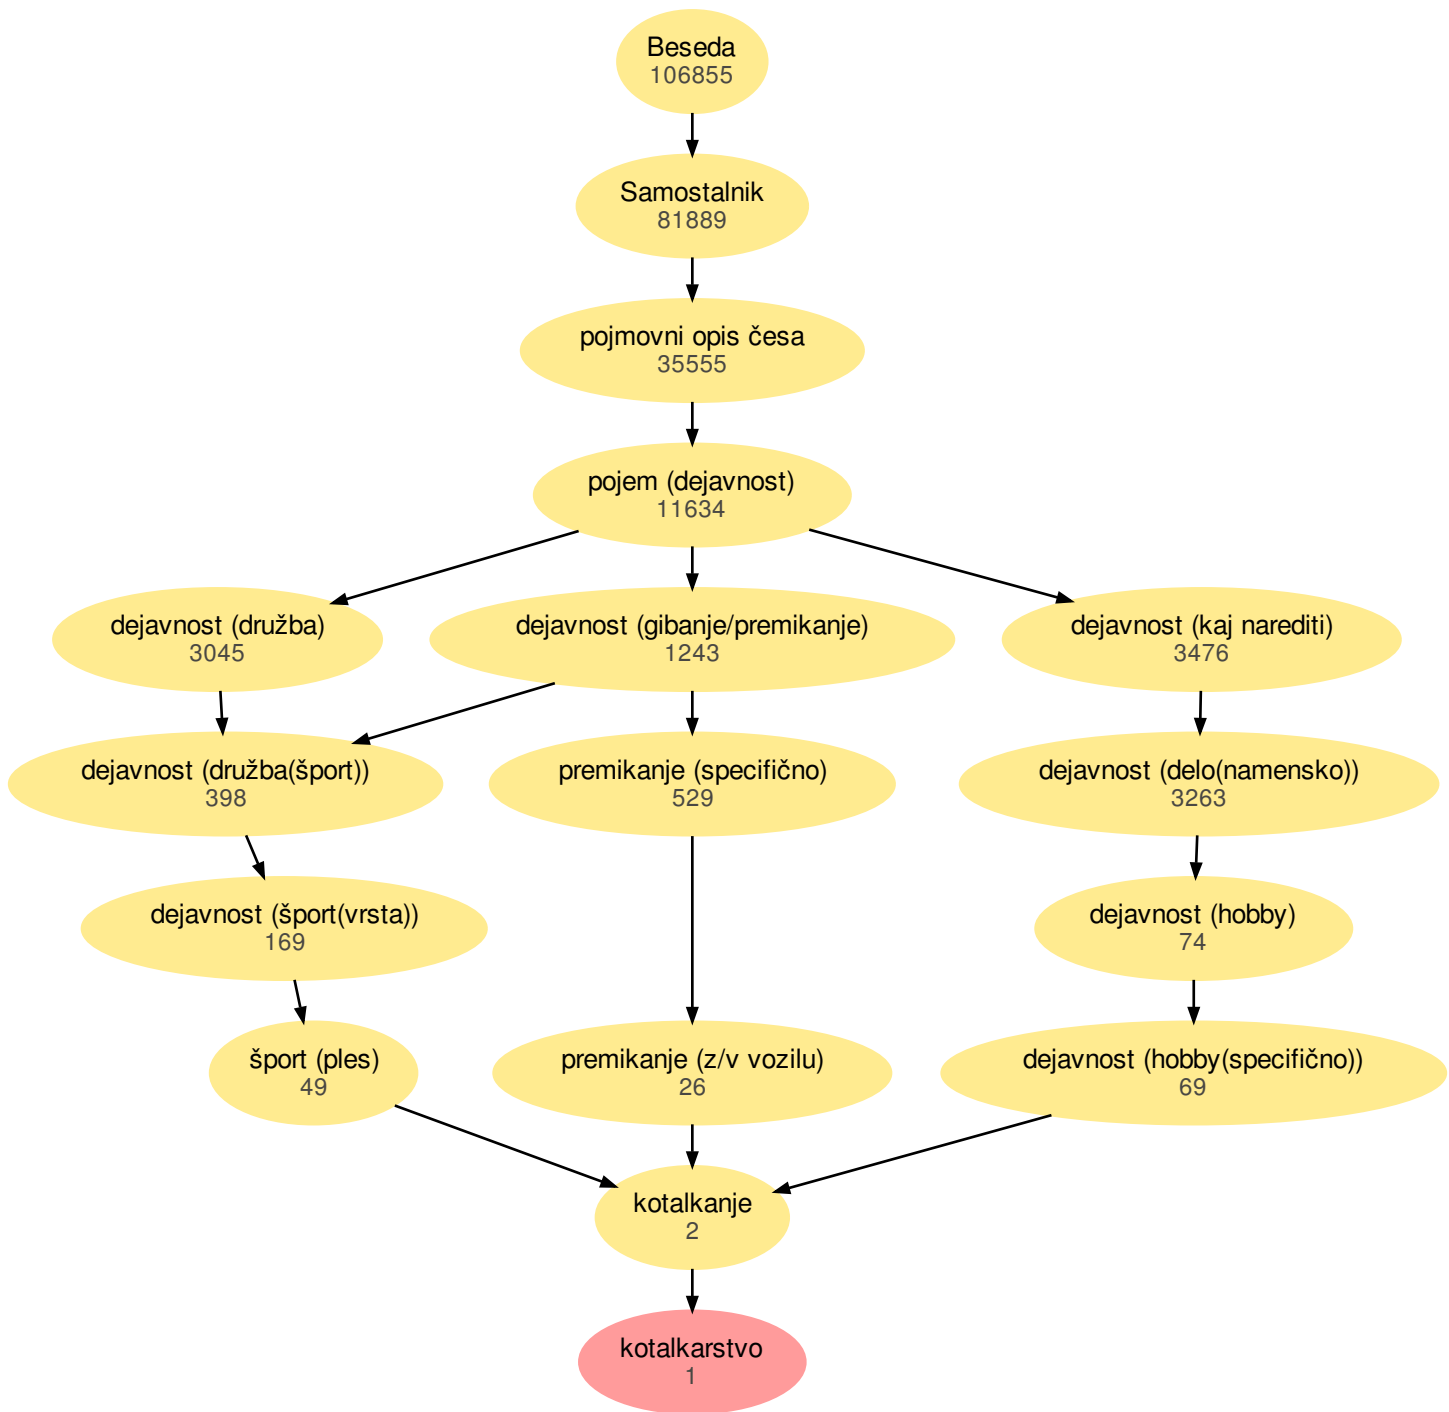 Beseda
106855
Samostalnik
81889
pojmovni opis česa
35555
pojem (dejavnost)
11634
dejavnost (družba)
3045
dejavnost (gibanje/premikanje)
1243
dejavnost (kaj narediti)
3476
dejavnost (družba(šport))
398
premikanje (specifično)
529
dejavnost (delo(namensko))
3263
dejavnost (šport(vrsta))
169
dejavnost (hobby)
74
šport (ples)
49
premikanje (z/v vozilu)
26
dejavnost (hobby(specifično))
69
kotalkanje
2
kotalkarstvo
1